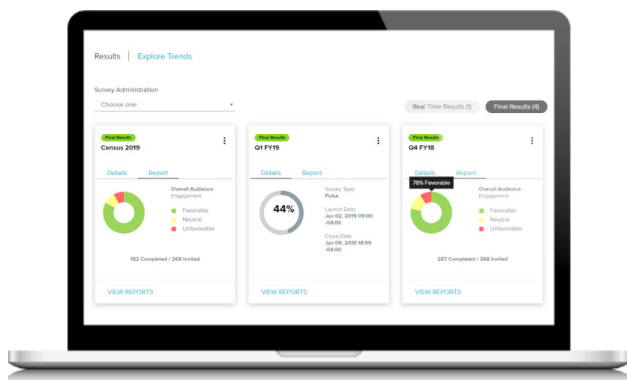 Results
Explore Trends
Survey Administration
Choose one
Real Time Results (1)
Final Results (4)
Final Results
Census 2019
Details
Report
Overall Audience
Engagement
Favorable
Neutral
Unfavorable
182 Completed / 268 Invited
VIEW REPORTS
Final Results
Q1 FY19
Details
Report
44%
Survey Type:
Pulse
Launch Date:
Jan 02, 2019 09:00
-04:00
Close Date:
Jan 09, 2019 14:59
-04:00
VIEW REPORTS
Final Results
Q4 FY18
Details
Report
78% Favorable
Overall Audience
Engagement
Favorable
Neutral
Unfavorable
207 Completed / 268 Invited
VIEW REPORTS